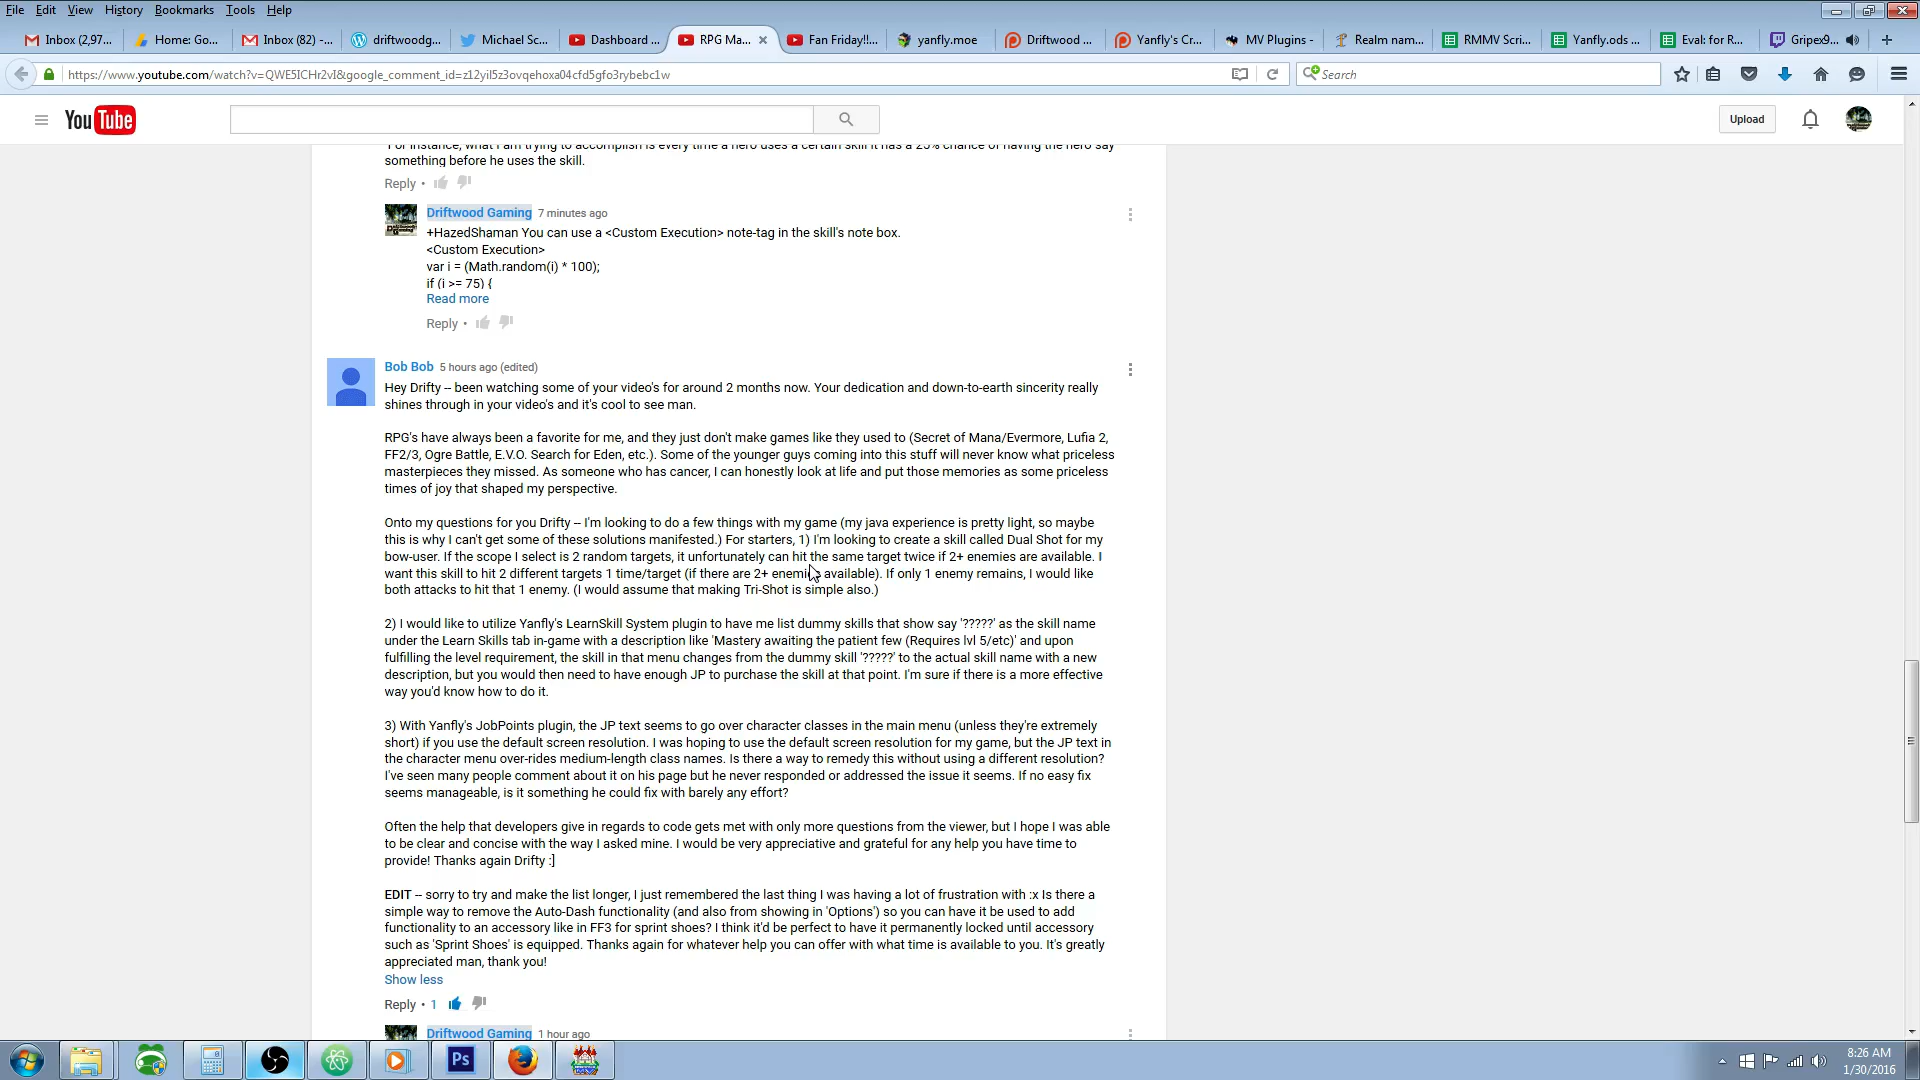 File Edit View History Bookmarks Tools Help
Inbox (2,97... Home: Go... Inbox (82) -... driftwoodg... Michael Sc... Dashboard ... RPG Ma... Fan Friday!!... yanfly.moe Driftwood ... Yanfly's Cr... MV Plugins - Realm nam... RMMV Scri... Yanfly.ods ... Eval: for R... Gripex9...
https://www.youtube.com/watch?v=QWE5ICHr2vI&google_comment_id=z12yil5z3ovqehoxa04cfd5gfo3rybebc1w Search
YouTube Upload
For instance, what I am trying to accomplish is every time a hero uses a certain skill it has a 25% chance of having the hero say
something before he uses the skill.
Reply •
Driftwood Gaming 7 minutes ago
+HazedShaman You can use a <Custom Execution> note-tag in the skill's note box.
<Custom Execution>
var i = (Math.random(i) * 100);
if (i >= 75) {
Read more
Reply •
Bob Bob 5 hours ago (edited)
Hey Drifty -- been watching some of your video's for around 2 months now. Your dedication and down-to-earth sincerity really
shines through in your video's and it's cool to see man.
RPG's have always been a favorite for me, and they just don't make games like they used to (Secret of Mana/Evermore, Lufia 2,
FF2/3, Ogre Battle, E.V.O. Search for Eden, etc.). Some of the younger guys coming into this stuff will never know what priceless
masterpieces they missed. As someone who has cancer, I can honestly look at life and put those memories as some priceless
times of joy that shaped my perspective.
Onto my questions for you Drifty -- I'm looking to do a few things with my game (my java experience is pretty light, so maybe
this is why I can't get some of these solutions manifested.) For starters, 1) I'm looking to create a skill called Dual Shot for my
bow-user. If the scope I select is 2 random targets, it unfortunately can hit the same target twice if 2+ enemies are available. I
want this skill to hit 2 different targets 1 time/target (if there are 2+ enemies available). If only 1 enemy remains, I would like
both attacks to hit that 1 enemy. (I would assume that making Tri-Shot is simple also.)
2) I would like to utilize Yanfly's LearnSkill System plugin to have me list dummy skills that show say '?????' as the skill name
under the Learn Skills tab in-game with a description like 'Mastery awaiting the patient few (Requires lvl 5/etc)' and upon
fulfilling the level requirement, the skill in that menu changes from the dummy skill '?????' to the actual skill name with a new
description, but you would then need to have enough JP to purchase the skill at that point. I'm sure if there is a more effective
way you'd know how to do it.
3) With Yanfly's JobPoints plugin, the JP text seems to go over character classes in the main menu (unless they're extremely
short) if you use the default screen resolution. I was hoping to use the default screen resolution for my game, but the JP text in
the character menu over-rides medium-length class names. Is there a way to remedy this without using a different resolution?
I've seen many people comment about it on his page but he never responded or addressed the issue it seems. If no easy fix
seems manageable, is it something he could fix with barely any effort?
Often the help that developers give in regards to code gets met with only more questions from the viewer, but I hope I was able
to be clear and concise with the way I asked mine. I would be very appreciative and grateful for any help you have time to
provide! Thanks again Drifty :]
EDIT -- sorry to try and make the list longer, I just remembered the last thing I was having a lot of frustration with :x Is there a
simple way to remove the Auto-Dash functionality (and also from showing in 'Options') so you can have it be used to add
functionality to an accessory like in FF3 for sprint shoes? I think it'd be perfect to have it permanently locked until accessory
such as 'Sprint Shoes' is equipped. Thanks again for whatever help you can offer with what time is available to you. It's greatly
appreciated man, thank you!
Show less
Reply • 1
Driftwood Gaming 1 hour ago
Ps
8:26 AM
1/30/2016